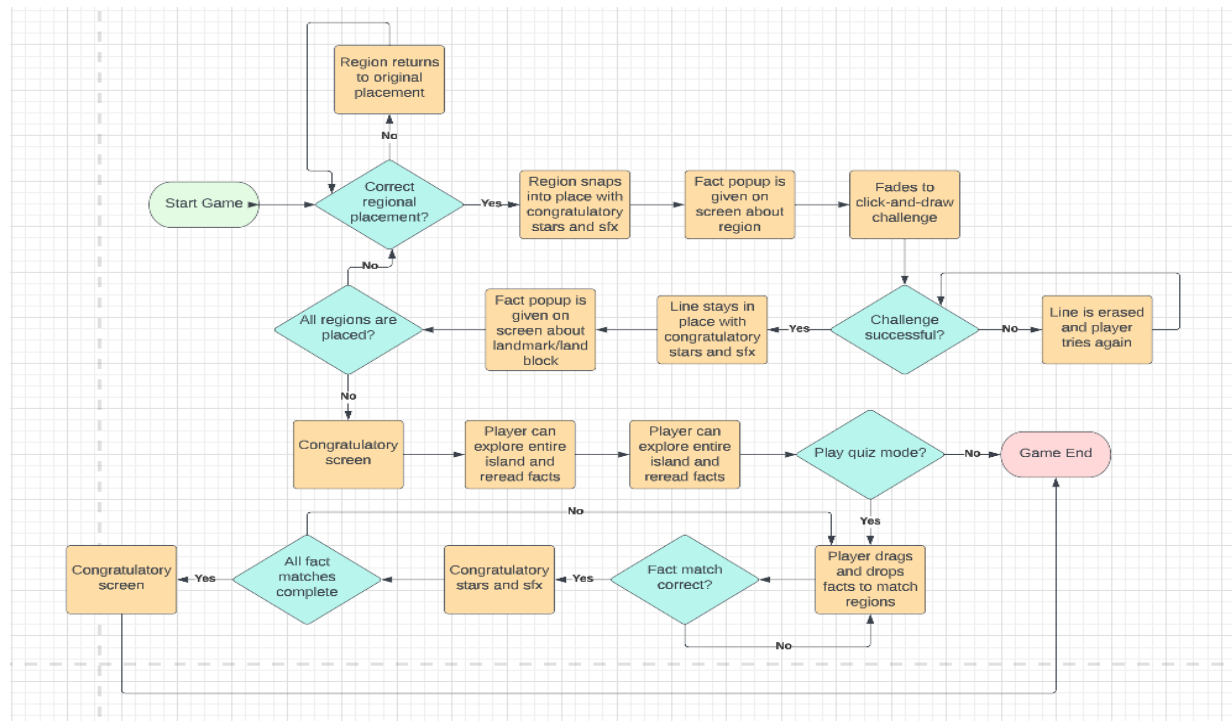 Region returns
to original
placement
No
Start Game
Correct
regional
placement?
Yes
Region snaps
into place with
congratulatory
stars and sfx
Fact popup is
given on
screen about
region
Fades to
click-and-draw
challenge
No
All regions are
placed?
Fact popup is
given on
screen about
landmark/land
block
Line stays in
place with
congratulatory
stars and sfx
Yes
Challenge
successful?
No
Line is erased
and player
tries again
No
Congratulatory
screen
Player can
explore entire
island and
reread facts
Player can
explore entire
island and
reread facts
Play quiz mode?
No
Game End
Yes
No
Congratulatory
screen
Yes
All fact
matches
complete
Congratulatory
stars and sfx
Yes
Fact match
correct?
Player drags
and drops
facts to match
regions
No